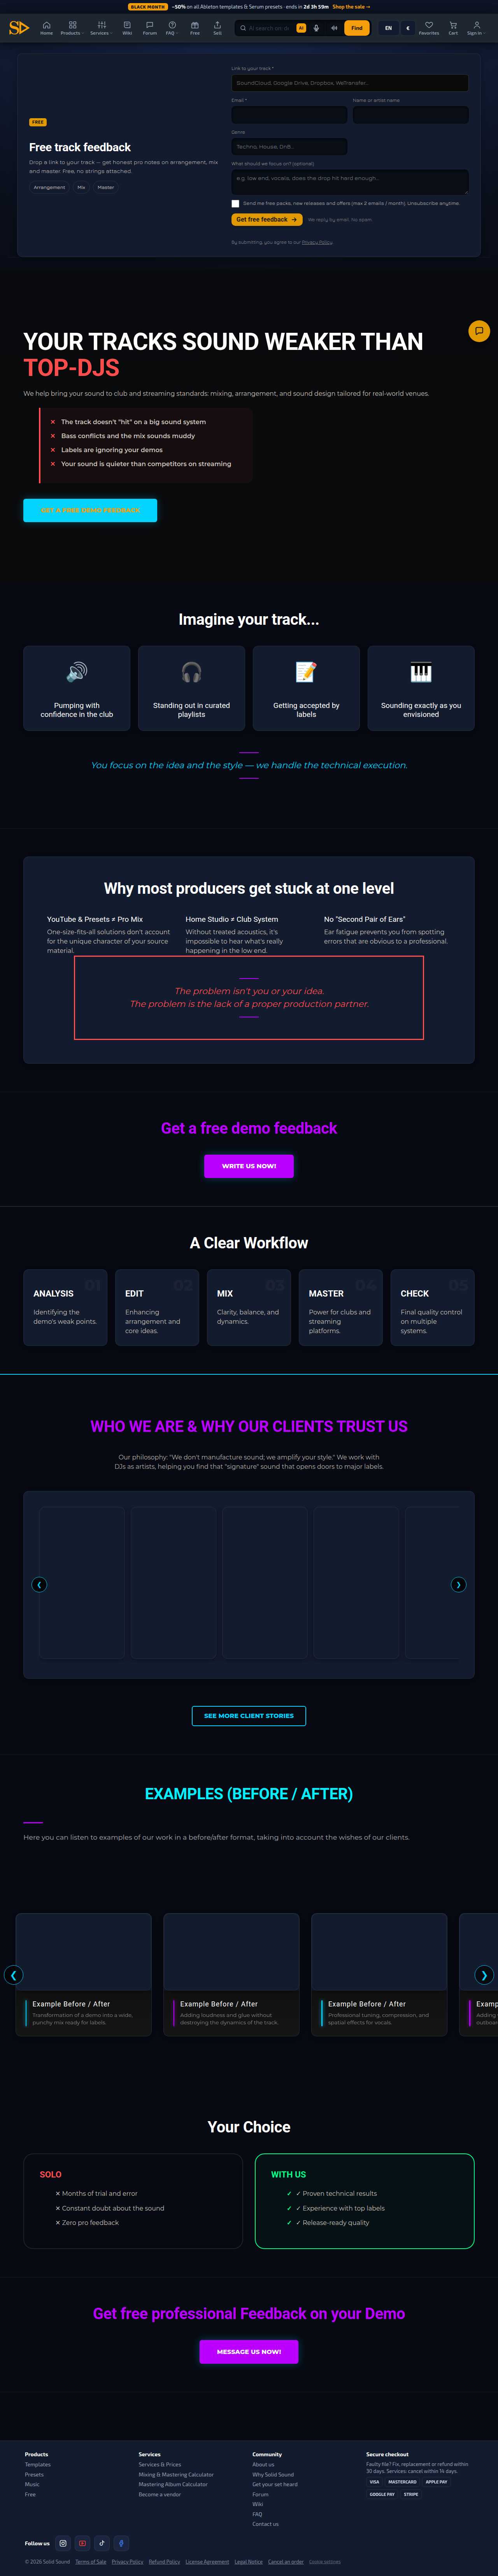 BLACK MONTH −50% on all Ableton templates & Serum presets · ends in 2d 3h 59m Shop the sale →
Home Products Services Wiki Forum FAQ Free Sell AI Find EN € Favorites Cart Sign in
FREE
Free track feedback
Drop a link to your track — get honest pro notes on arrangement, mix
and master. Free, no strings attached.
Arrangement Mix Master
Link to your track *
SoundCloud, Google Drive, Dropbox, WeTransfer...
Email * Name or artist name
Genre
Techno, House, DnB...
What should we focus on? (optional)
e.g. low end, vocals, does the drop hit hard enough...
Send me free packs, new releases and offers (max 2 emails / month). Unsubscribe anytime.
Get free feedback → We reply by email. No spam.
By submitting, you agree to our Privacy Policy.
YOUR TRACKS SOUND WEAKER THAN
TOP-DJS
We help bring your sound to club and streaming standards: mixing, arrangement, and sound design tailored for real-world venues.
✕ The track doesn't "hit" on a big sound system
✕ Bass conflicts and the mix sounds muddy
✕ Labels are ignoring your demos
✕ Your sound is quieter than competitors on streaming
GET A FREE DEMO FEEDBACK
Imagine your track...
Pumping with
confidence in the club
Standing out in curated
playlists
Getting accepted by
labels
Sounding exactly as you
envisioned
You focus on the idea and the style — we handle the technical execution.
Why most producers get stuck at one level
YouTube & Presets ≠ Pro Mix
One-size-fits-all solutions don't account
for the unique character of your source
material.
Home Studio ≠ Club System
Without treated acoustics, it's
impossible to hear what's really
happening in the low end.
No "Second Pair of Ears"
Ear fatigue prevents you from spotting
errors that are obvious to a professional.
The problem isn't you or your idea.
The problem is the lack of a proper production partner.
Get a free demo feedback
WRITE US NOW!
A Clear Workflow
01
ANALYSIS
Identifying the
demo's weak points.
02
EDIT
Enhancing
arrangement and
core ideas.
03
MIX
Clarity, balance, and
dynamics.
04
MASTER
Power for clubs and
streaming
platforms.
05
CHECK
Final quality control
on multiple
systems.
WHO WE ARE & WHY OUR CLIENTS TRUST US
Our philosophy: "We don't manufacture sound; we amplify your style." We work with
DJs as artists, helping you find that "signature" sound that opens doors to major labels.
❮ ❯
SEE MORE CLIENT STORIES
EXAMPLES (BEFORE / AFTER)
Here you can listen to examples of our work in a before/after format, taking into account the wishes of our clients.
❮ ❯
Example Before / After
Transformation of a demo into a wide,
punchy mix ready for labels.
Example Before / After
Adding loudness and glue without
destroying the dynamics of the track.
Example Before / After
Professional tuning, compression, and
spatial effects for vocals.
Examp
Adding
outboar
Your Choice
SOLO
✕ Months of trial and error
✕ Constant doubt about the sound
✕ Zero pro feedback
WITH US
✓ ✓ Proven technical results
✓ ✓ Experience with top labels
✓ ✓ Release-ready quality
Get free professional Feedback on your Demo
MESSAGE US NOW!
Products
Templates
Presets
Music
Free
Services
Services & Prices
Mixing & Mastering Calculator
Mastering Album Calculator
Become a vendor
Community
About us
Why Solid Sound
Get your set heard
Forum
Wiki
FAQ
Contact us
Secure checkout
Faulty file? Fix, replacement or refund within
30 days. Services: cancel within 14 days.
VISA MASTERCARD APPLE PAY
GOOGLE PAY STRIPE
Follow us
© 2026 Solid Sound Terms of Sale Privacy Policy Refund Policy License Agreement Legal Notice Cancel an order Cookie settings